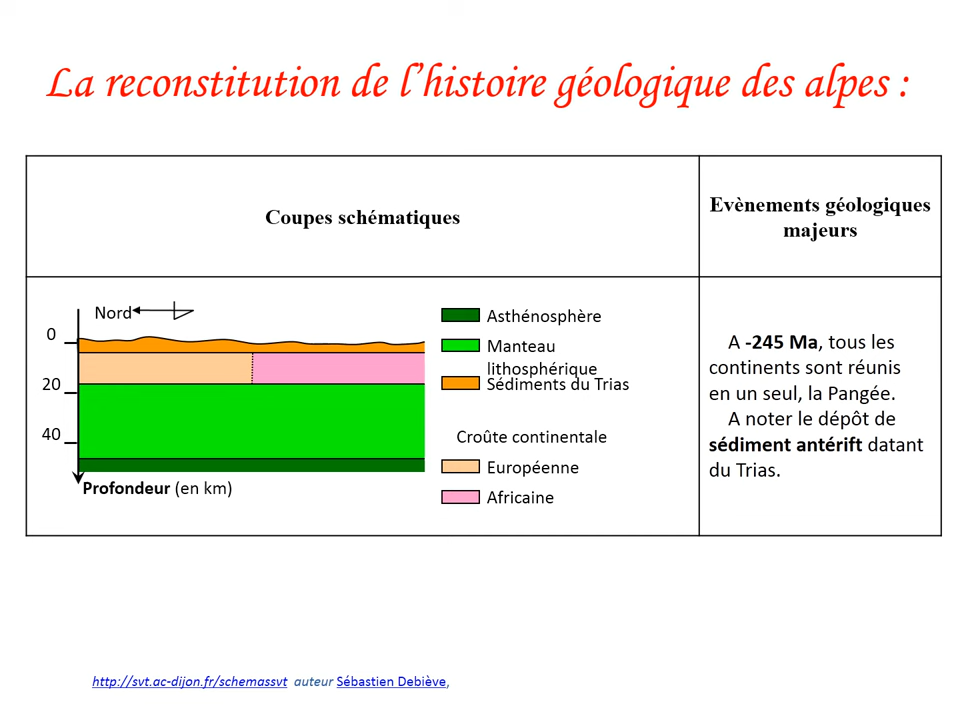 La reconstitution de l'histoire géologique des alpes :
Coupes schématiques
Evènements géologiques
majeurs
Nord
0
20
40
Profondeur (en km)
Asthénosphère
Manteau
lithosphérique
Sédiments du Trias
Croûte continentale
Européenne
Africaine
A -245 Ma, tous les
continents sont réunis
en un seul, la Pangée.
A noter le dépôt de
sédiment antérift datant
du Trias.
http://svt.ac-dijon.fr/schemassvt auteur Sébastien Debiève,